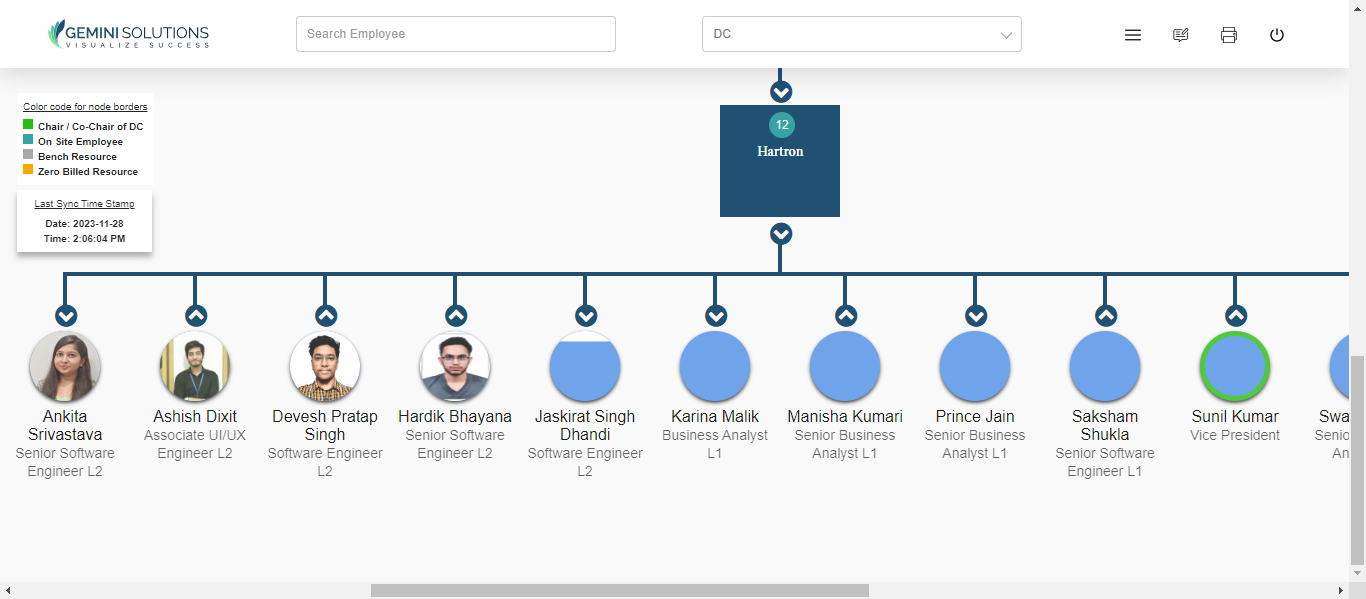 GEMINI SOLUTIONS
VISUALIZE SUCCESS
Search Employee
DC
Color code for node borders
Chair / Co-Chair of DC
On Site Employee
Bench Resource
Zero Billed Resource
Last Sync Time Stamp
Date: 2023-11-28
Time: 2:06:04 PM
12
Hartron
Ankita
Srivastava
Senior Software
Engineer L2
Ashish Dixit
Associate UI/UX
Engineer L2
Devesh Pratap
Singh
Software Engineer
L2
Hardik Bhayana
Senior Software
Engineer L2
Jaskirat Singh
Dhandi
Software Engineer
L2
Karina Malik
Business Analyst
L1
Manisha Kumari
Senior Business
Analyst L1
Prince Jain
Senior Business
Analyst L1
Saksham
Shukla
Senior Software
Engineer L1
Sunil Kumar
Vice President
Swa
Senio
An